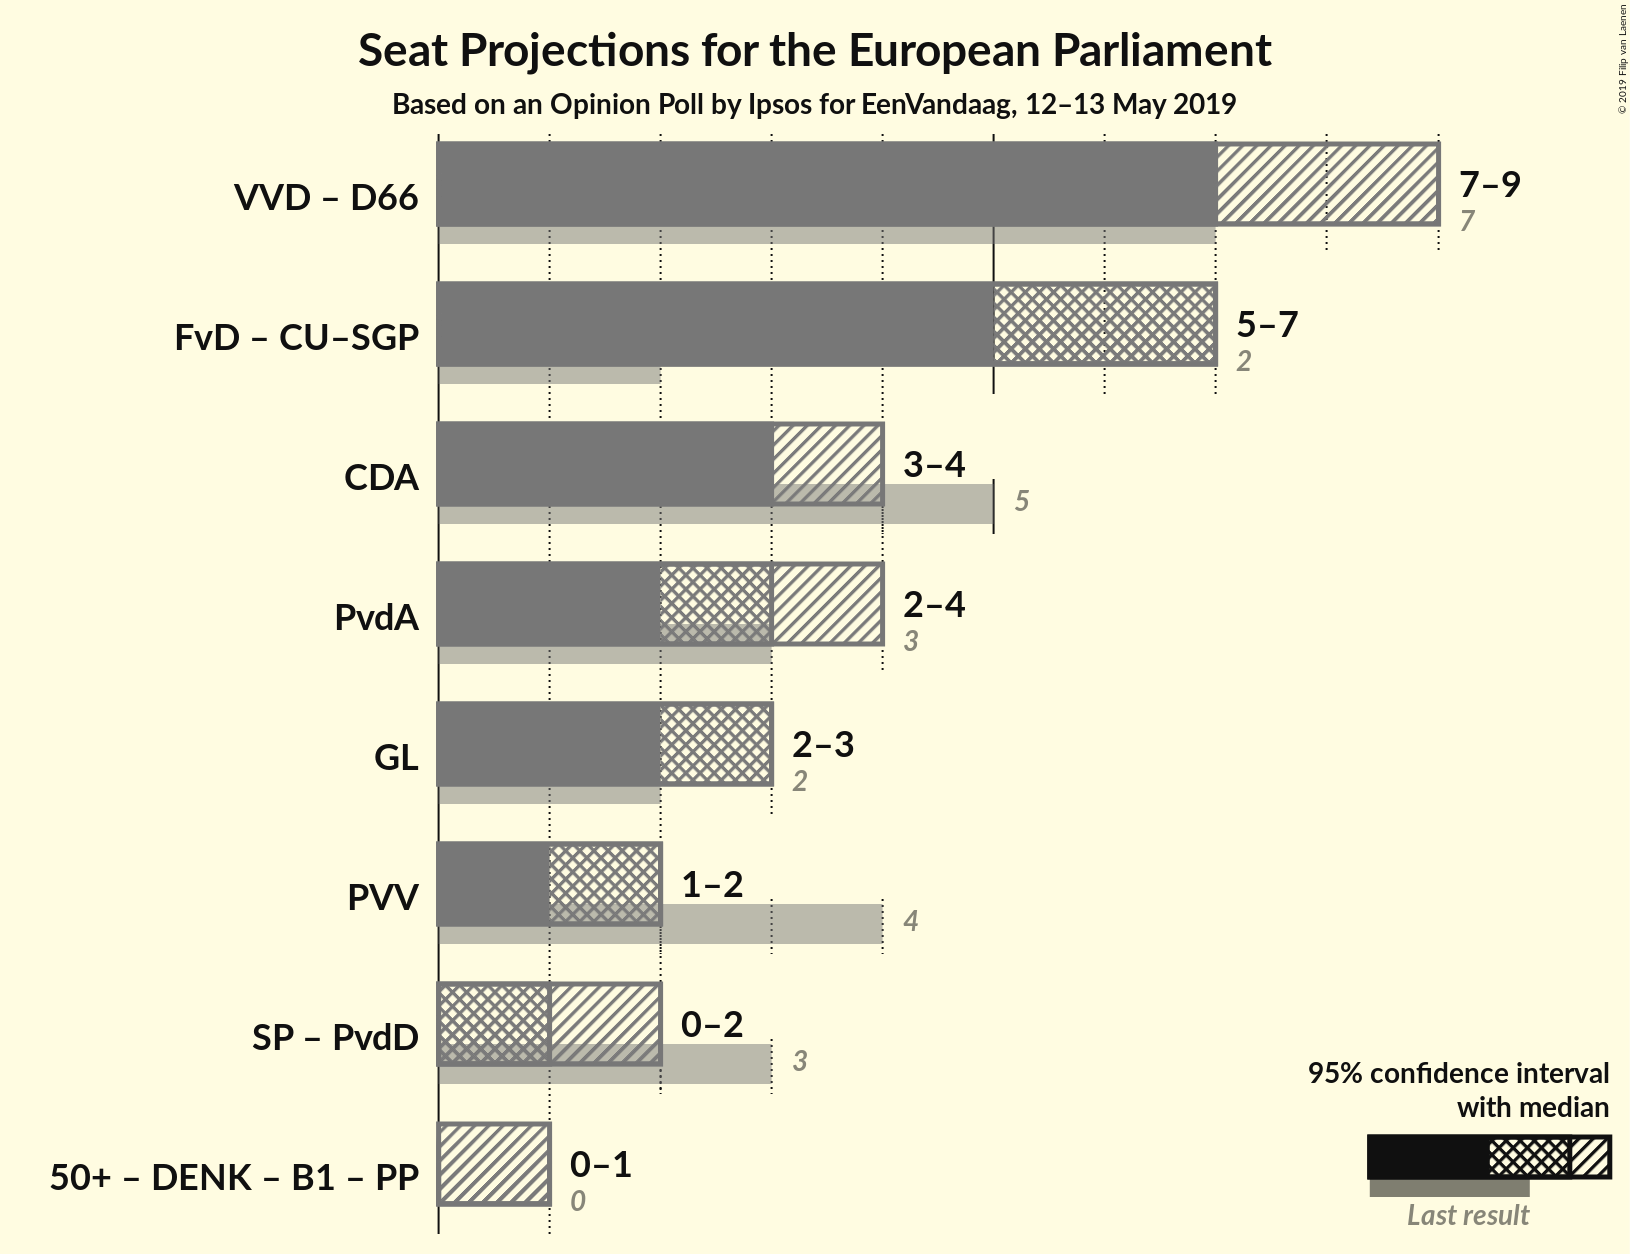 Seat Projections for the European Parliament
Based on an Opinion Poll by Ipsos for EenVandaag, 12–13 May 2019
© 2019 Filip van Laenen
VVD – D66
7–9
7
FvD – CU–SGP
5–7
2
CDA
3–4
5
PvdA
2–4
3
GL
2–3
2
PVV
1–2
4
SP – PvdD
0–2
3
50+ – DENK – B1 – PP
0–1
0
95% confidence interval
with median
Last result